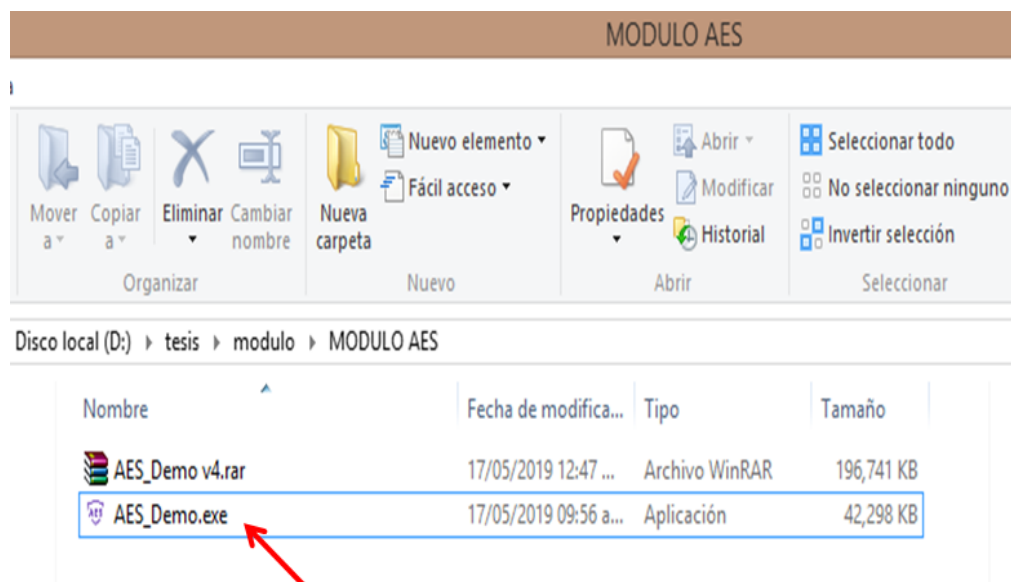 MODULO AES
Mover a
Copiar a
Eliminar
Cambiar nombre
Organizar
Nueva carpeta
Nuevo elemento
Fácil acceso
Nuevo
Propiedades
Abrir
Modificar
Historial
Abrir
Seleccionar todo
No seleccionar ninguno
Invertir selección
Seleccionar
Disco local (D:) tesis modulo MODULO AES
Nombre Fecha de modifica... Tipo Tamaño
AES_Demo v4.rar 17/05/2019 12:47 ... Archivo WinRAR 196,741 KB
AES_Demo.exe 17/05/2019 09:56 a... Aplicación 42,298 KB